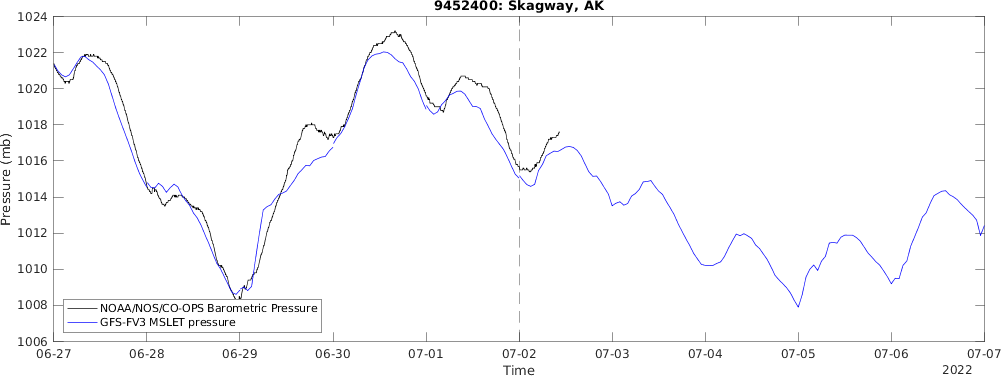 9452400: Skagway, AK
Pressure (mb)
1024
1022
1020
1018
1016
1014
1012
1010
1008
1006
NOAA/NOS/CO-OPS Barometric Pressure
GFS-FV3 MSLET pressure
06-27 06-28 06-29 06-30 07-01 07-02 07-03 07-04 07-05 07-06 07-07
Time
2022